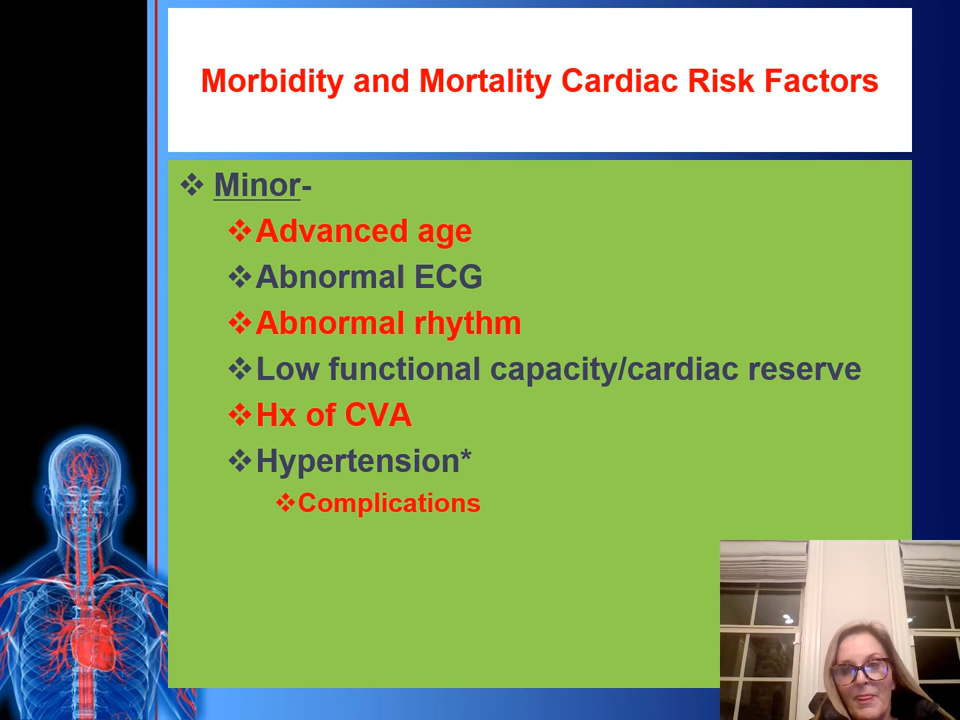 Morbidity and Mortality Cardiac Risk Factors
Minor-
Advanced age
Abnormal ECG
Abnormal rhythm
Low functional capacity/cardiac reserve
Hx of CVA
Hypertension*
Complications